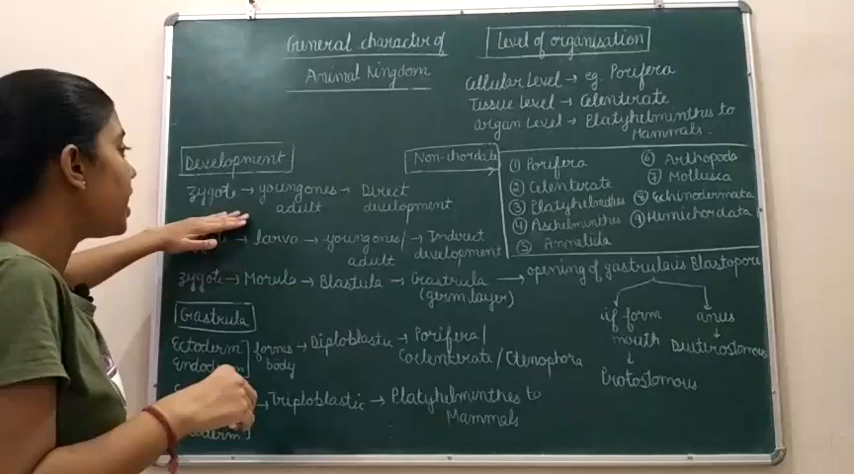 General character of
Animal Kingdom
Level of organisation
Cellular Level → eg. Porifera
Tissue Level → Celenterate
organ Level → Platyhelminthes to
Mammals.
Development
zygote → young ones → Direct
adult development
→ larva → young ones/ → Indirect
adult development
zygote → Morula → Blastula → Gastrula → opening of gastrula is Blastopore
(germ layer)
Non-chordate
① Porifera
② Celenterate
③ Platyhelminthes
④ Aschelminthes
⑤ Annelida
⑥ Arthopoda
⑦ Mollusca
⑧ Echinodermata
⑨ Hemichordata
if form
mouth
↓
Protostomous
anus
↓
Deuterostomous
Gastrula
Ectoderm
Endoderm
forms → Diploblastic → Porifera/
body Coelenterate/Ctenophora
→ Triploblastic → Platyhelminthes to
Mammals